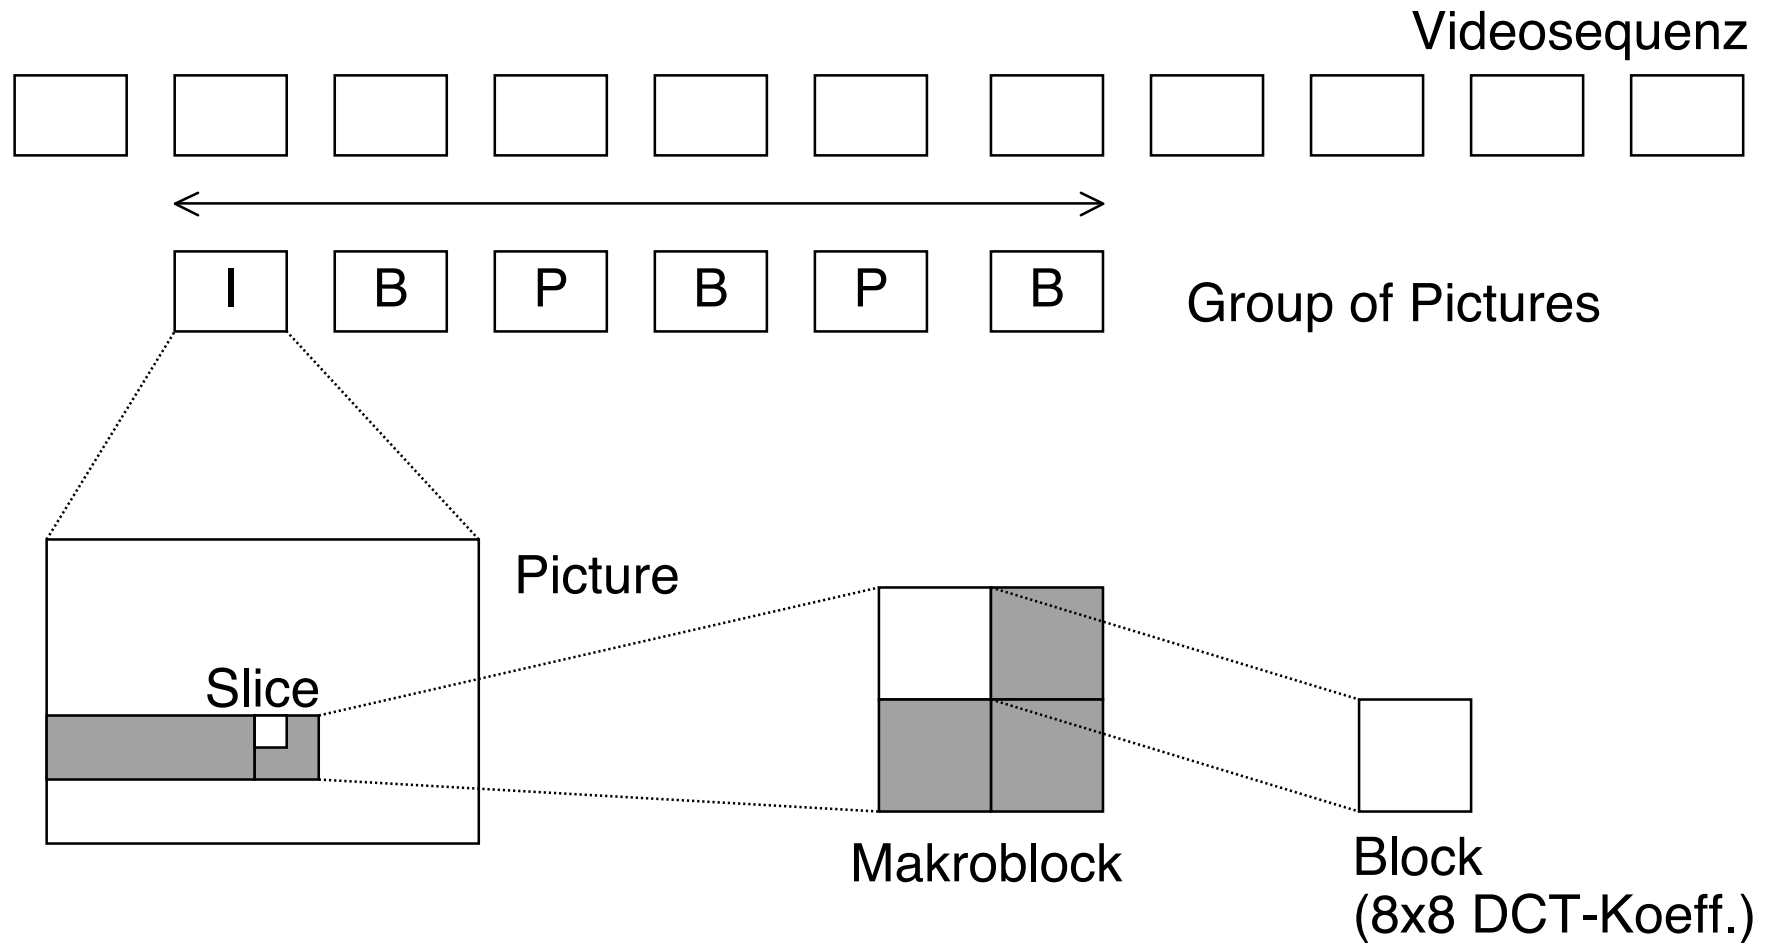 Videosequenz
I B P B P B
Group of Pictures
Picture
Slice
Makroblock
Block
(8x8 DCT-Koeff.)